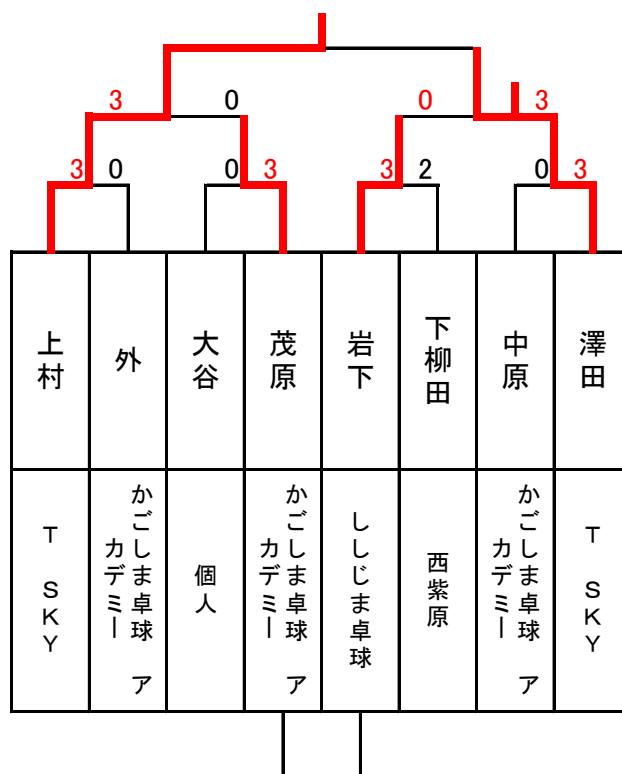 3 0 0 3
3 0 0 3 3 2 0 3
上村
外
大谷
茂原
岩下
下柳田
中原
澤田
T SKY
かごしま卓球 ア
カデミー
個人
かごしま卓球 ア
カデミー
ししじま卓球
西紫原
かごしま卓球 ア
カデミー
T SKY